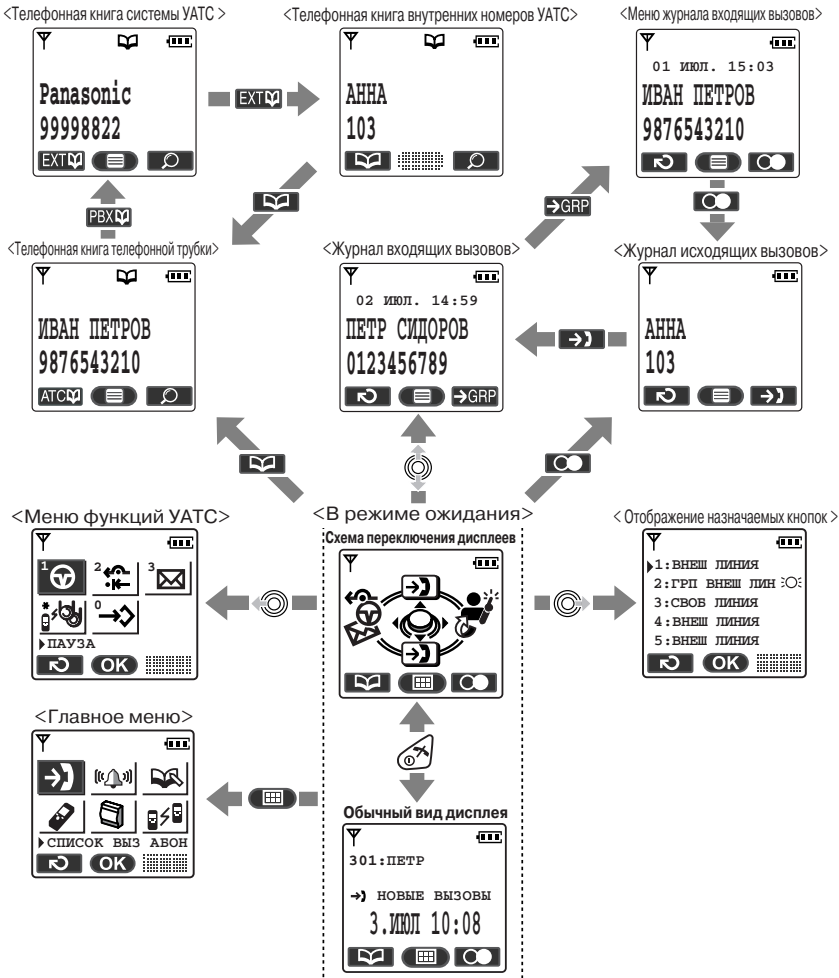 <Телефонная книга системы УАТС >
<Телефонная книга внутренних номеров УАТС>
<Меню журнала входящих вызовов>
Panasonic
99998822
EXT
EXT
АННА
103
01 ИЮЛ. 15:03
ИВАН ПЕТРОВ
9876543210
PBX
GRP
<Телефонная книга телефонной трубки>
<Журнал входящих вызовов>
<Журнал исходящих вызовов>
ИВАН ПЕТРОВ
9876543210
ATC
02 ИЮЛ. 14:59
ПЕТР СИДОРОВ
0123456789
GRP
АННА
103
<Меню функций УАТС>
<В режиме ожидания>
< Отображение назначаемых кнопок >
Схема переключения дисплеев
1
2
3
*
0
ПАУЗА
OK
1:ВНЕШ ЛИНИЯ
2:ГРП ВНЕШ ЛИН
3:СВОБ ЛИНИЯ
4:ВНЕШ ЛИНИЯ
5:ВНЕШ ЛИНИЯ
OK
<Главное меню>
СПИСОК ВЫЗ АБОН
OK
Обычный вид дисплея
301:ПЕТР
НОВЫЕ ВЫЗОВЫ
3.ИЮЛ 10:08